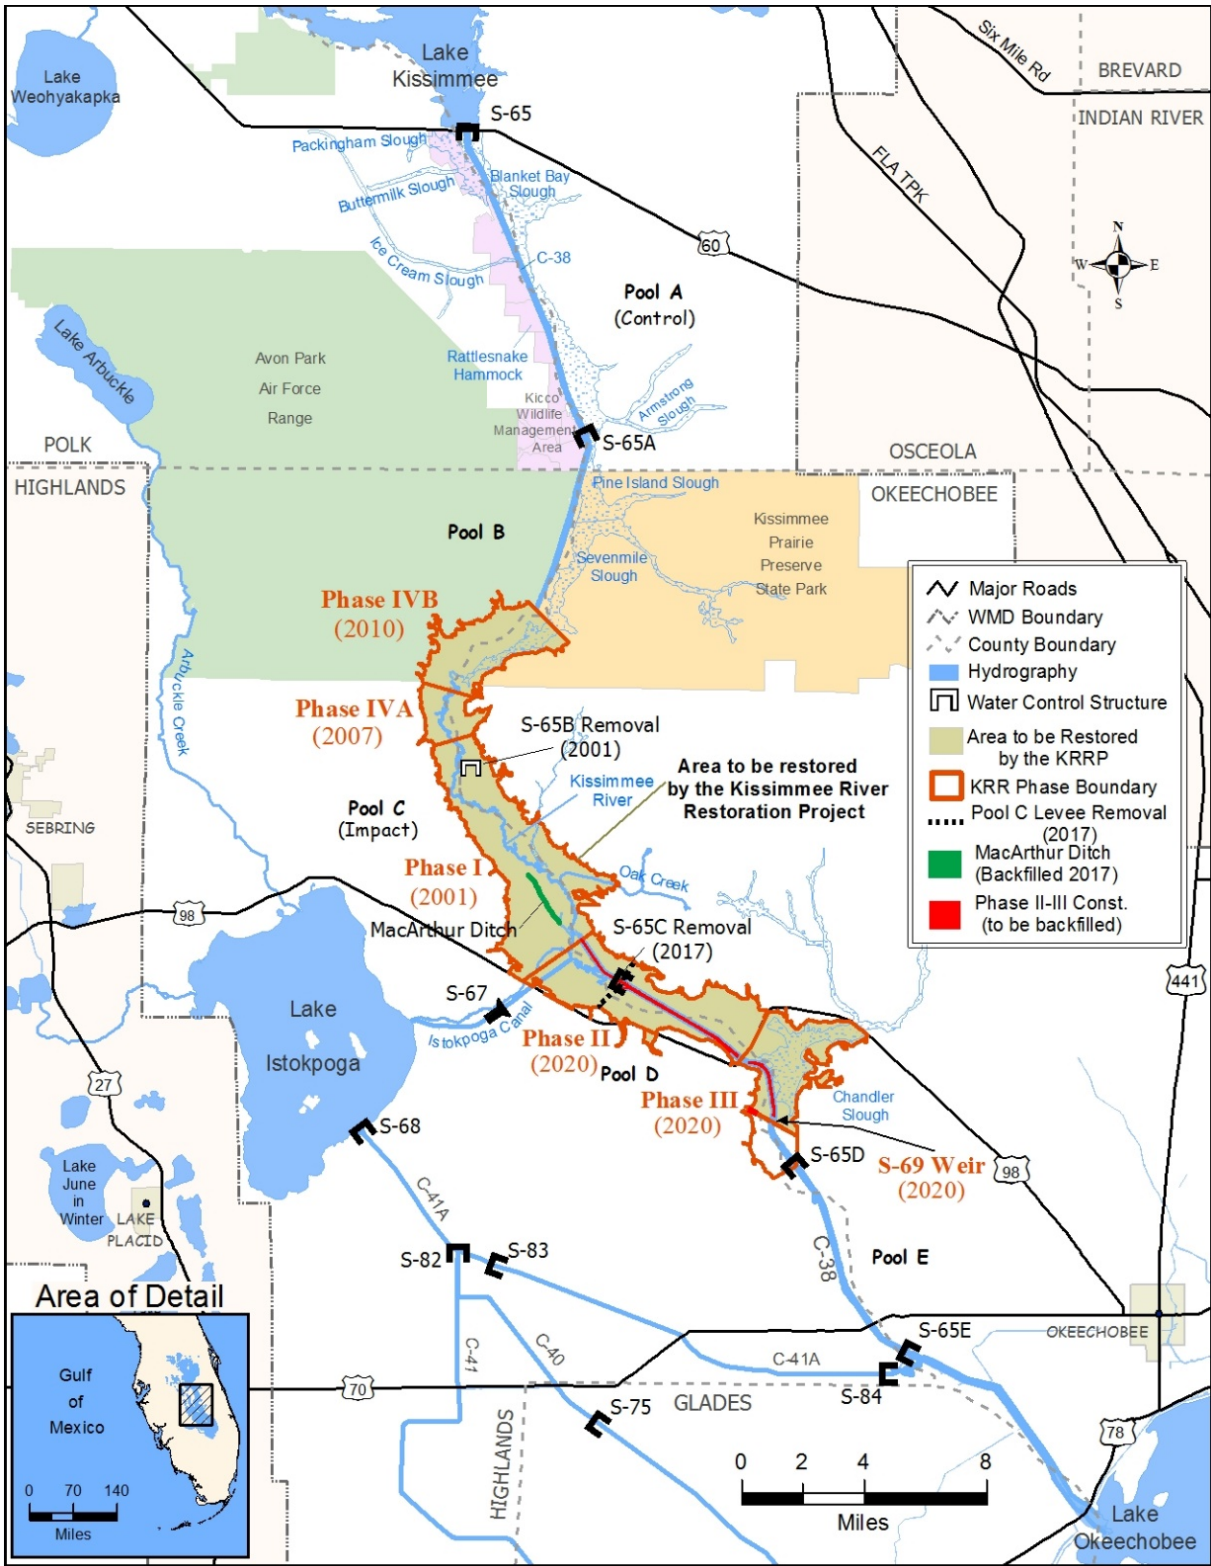 Lake
Kissimmee
Lake
Weohyakapka
Six Mile Rd
BREVARD
INDIAN RIVER
S-65
Packingham Slough
Blanket Bay
Slough
Buttermilk Slough
FLA TPK
Ice Cream Slough
C-38
60
N
W
E
S
Pool A
(Control)
Lake Arbuckle
Avon Park
Air Force
Range
Rattlesnake
Hammock
Kicco
Wildlife
Management
Area
Armstrong
Slough
S-65A
POLK
HIGHLANDS
OSCEOLA
OKEECHOBEE
Pine Island Slough
Pool B
Sevenmile
Slough
Kissimmee
Prairie
Preserve
State Park
Major Roads
WMD Boundary
County Boundary
Hydrography
Water Control Structure
Area to be Restored
by the KRRP
KRR Phase Boundary
Pool C Levee Removal
(2017)
MacArthur Ditch
(Backfilled 2017)
Phase II-III Const.
(to be backfilled)
Phase IVB
(2010)
Arbuckle Creek
Phase IVA
(2007)
S-65B Removal
(2001)
Area to be restored
by the Kissimmee River
Restoration Project
Kissimmee
River
Pool C
(Impact)
SEBRING
Phase I
(2001)
Oak Creek
98
MacArthur Ditch
S-65C Removal
(2017)
441
S-67
Istokpoga Canal
Lake
Istokpoga
Phase II
(2020)
Pool D
27
Phase III
(2020)
Chandler
Slough
S-68
S-65D
S-69 Weir
(2020)
98
Lake
June
in
Winter
LAKE
PLACID
C-41A
S-82
S-83
C-38
Pool E
Area of Detail
Gulf
of
Mexico
0 70 140
Miles
C-41
C-40
C-41A
S-65E
S-84
OKEECHOBEE
70
S-75
GLADES
HIGHLANDS
78
0 2 4 8
Miles
Lake
Okeechobee